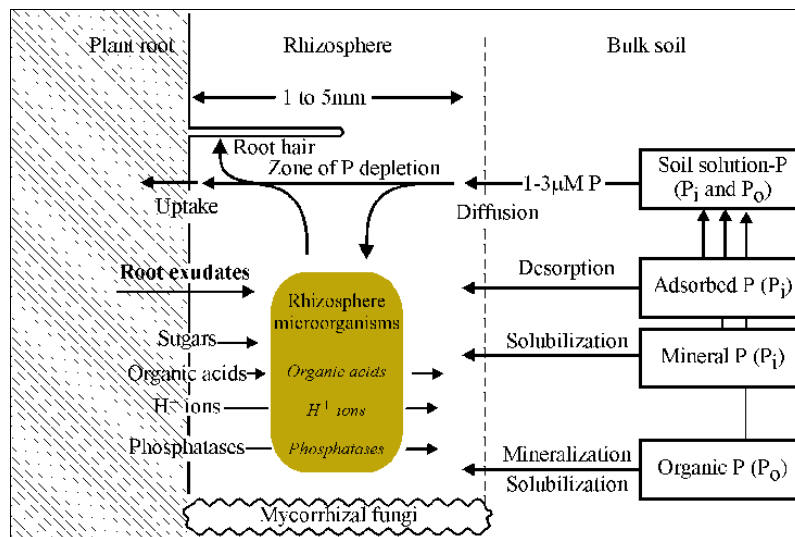 Plant root
Rhizosphere
Bulk soil
1 to 5mm
Root hair
Zone of P depletion
Uptake
1-3μM P
Diffusion
Soil solution-P
(Pi and Po)
Root exudates
Desorption
Adsorbed P (Pi)
Rhizosphere
microorganisms
Sugars
Solubilization
Mineral P (Pi)
Organic acids
Organic acids
H+ ions
H+ ions
Phosphatases
Phosphatases
Mineralization
Solubilization
Organic P (Po)
Mycorrhizal fungi